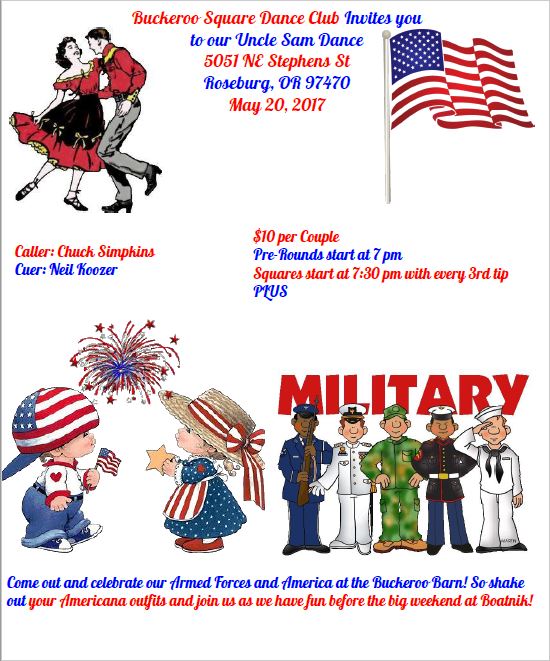 Buckeroo Square Dance Club Invites you
to our Uncle Sam Dance
5051 NE Stephens St
Roseburg, OR 97470
May 20, 2017
Caller: Chuck Simpkins
Cuer: Neil Koozer
$10 per Couple
Pre-Rounds start at 7 pm
Squares start at 7:30 pm with every 3rd tip
PLUS
MILITARY
MARTIN
Come out and celebrate our Armed Forces and America at the Buckeroo Barn! So shake
out your Americana outfits and join us as we have fun before the big weekend at Boatnik!